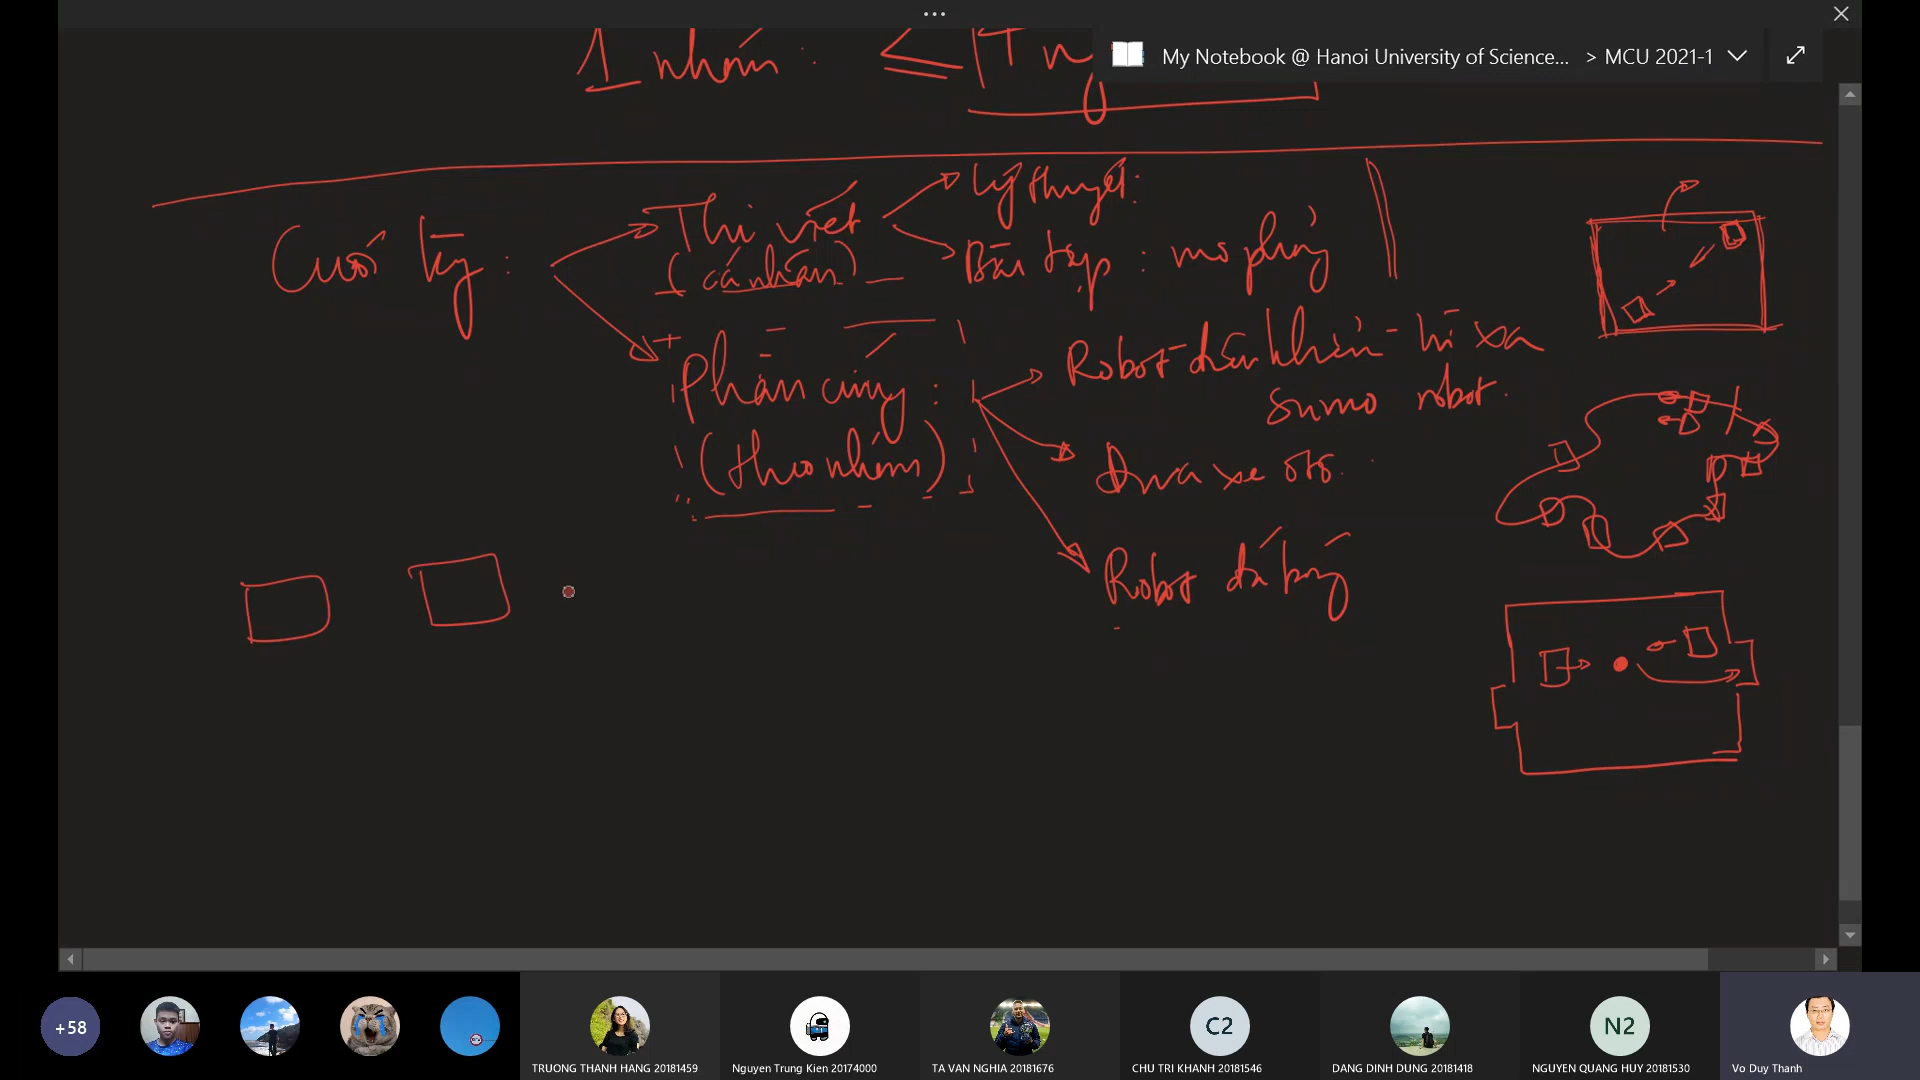 ...
My Notebook @ Hanoi University of Science... > MCU 2021-1
1 nhóm : ≤
Cuối kỳ :
Thi viết
(cá nhân)
Lý thuyết:
Bài tập : mô phỏng
Phần cứng :
(theo nhóm)
Robot điều khiển từ xa
sumo robot.
Đua xe ôtô.
Robot đá bóng
+58
C2
N2
TRUONG THANH HANG 20181459
Nguyen Trung Kien 20174000
TA VAN NGHIA 20181676
CHU TRI KHANH 20181546
DANG DINH DUNG 20181418
NGUYEN QUANG HUY 20181530
Vo Duy Thanh